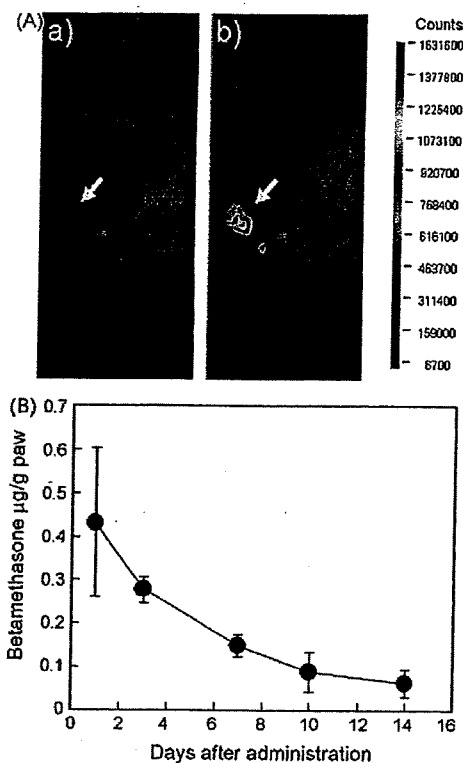 (A)
a)
b)
Counts
1631600
1377800
1225400
1073100
920700
768400
616100
463700
311400
159000
6700
(B)
0.7
0.6
0.5
0.4
0.3
0.2
0.1
0
Betamethasone µg/g paw
0 2 4 6 8 10 12 14 16
Days after administration